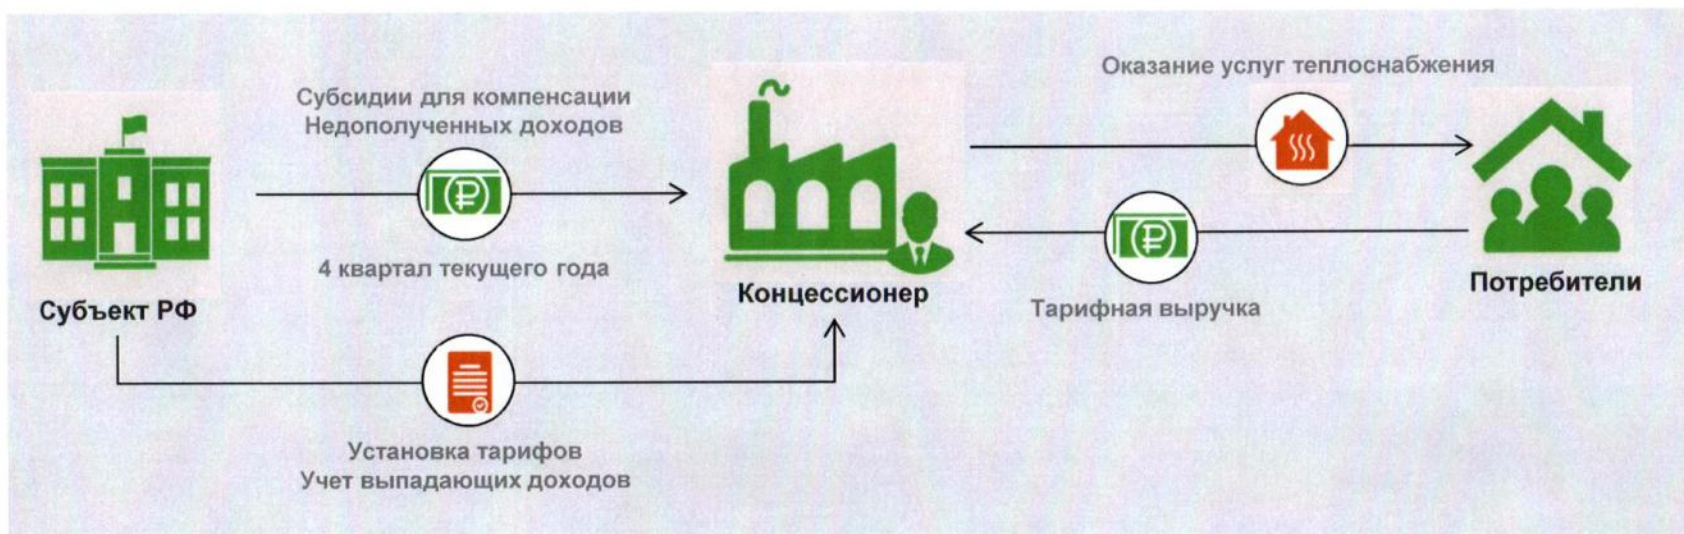 Субсидии для компенсации
Недополученных доходов
4 квартал текущего года
Субъект РФ
Установка тарифов
Учет выпадающих доходов
Концессионер
Оказание услуг теплоснабжения
Тарифная выручка
Потребители